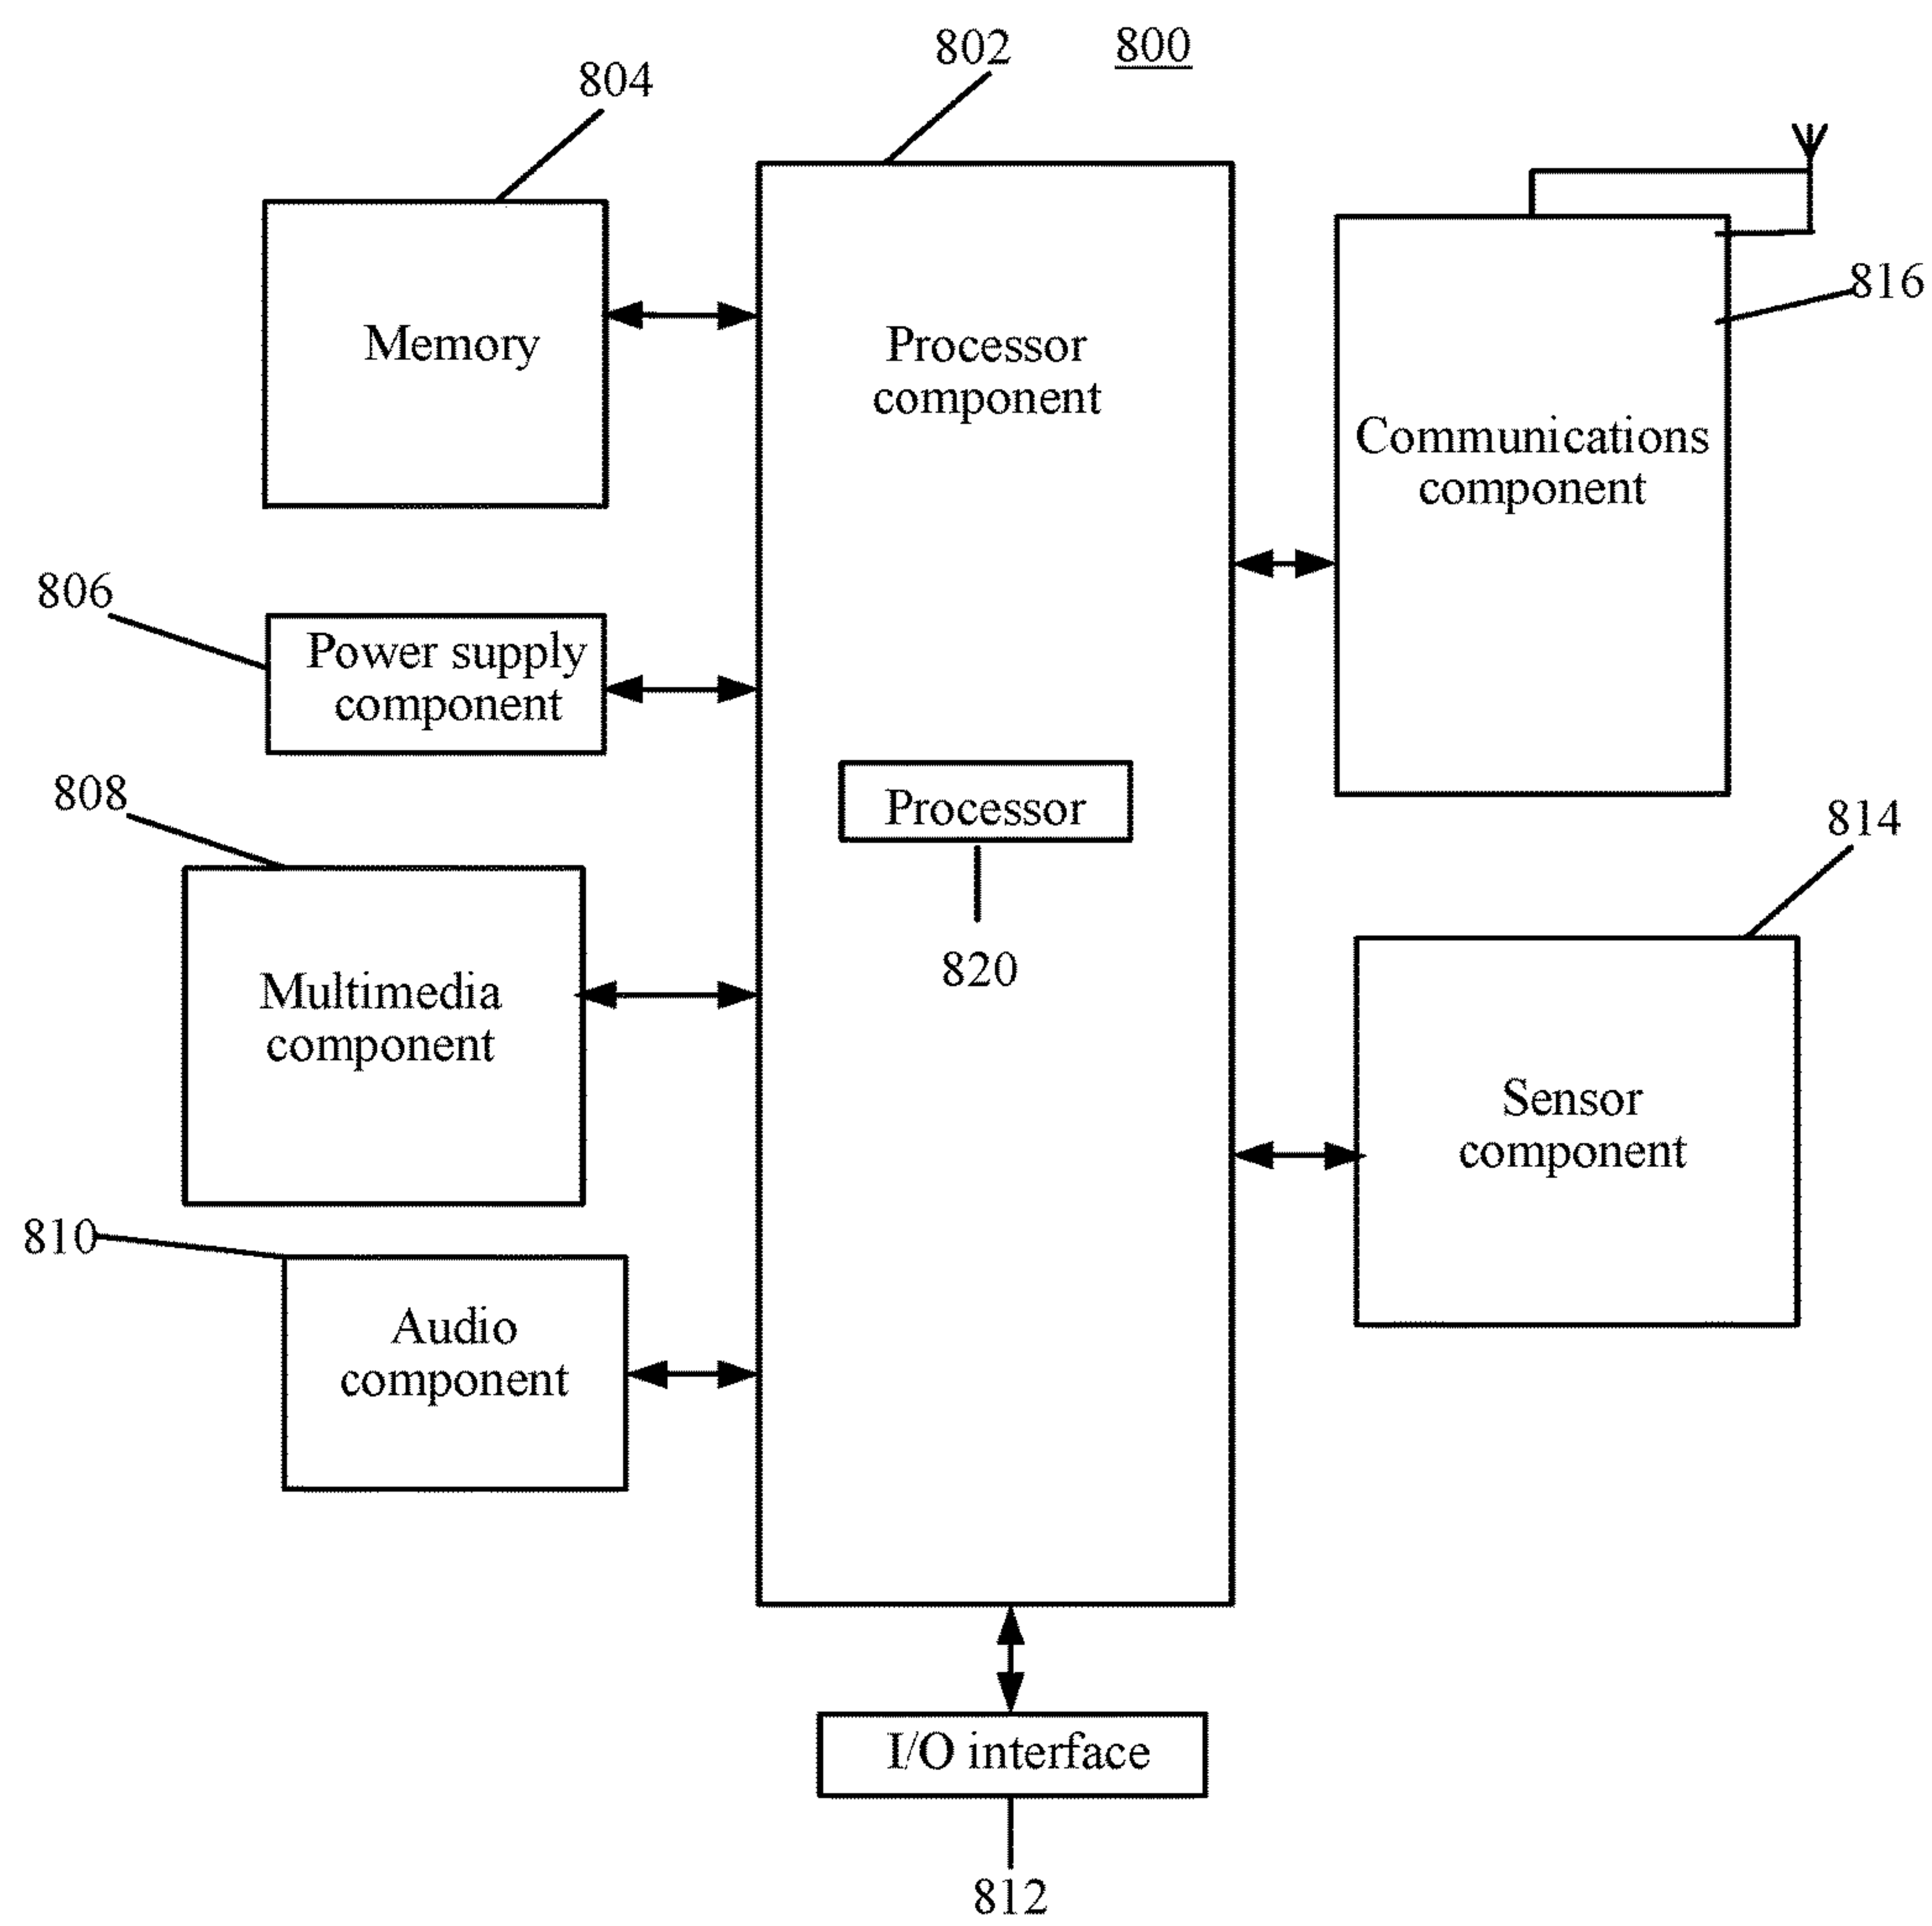 802
800
804
816
Memory
Processor
component
Communications
component
806
Power supply
component
808
Processor
814
820
Multimedia
component
Sensor
component
810
Audio
component
I/O interface
812